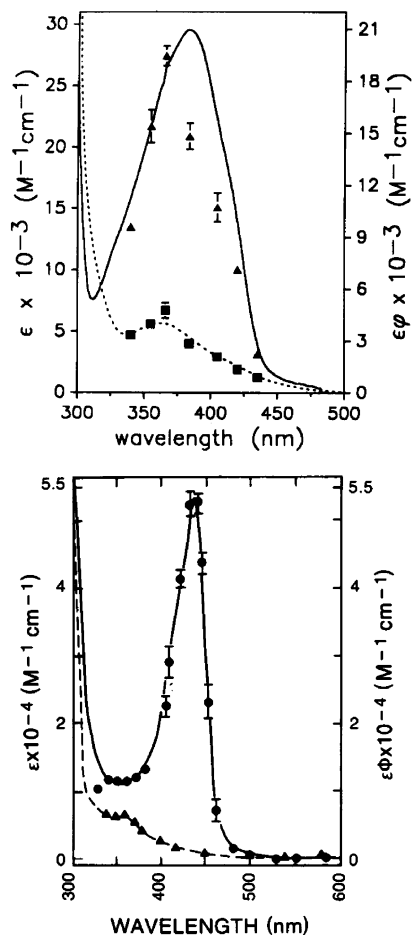 30
25
20
15
10
5
0
ϵ x 10−3 (M−1cm−1)
21
18
15
12
9
6
3
0
ϵφ x 10−3 (M−1cm−1)
300 350 400 450 500
wavelength (nm)
5.5
4
2
0
εx10−4 (M−1 cm−1)
5.5
4
2
0
εΦx10−4 (M−1 cm−1)
300 400 500 600
WAVELENGTH (nm)